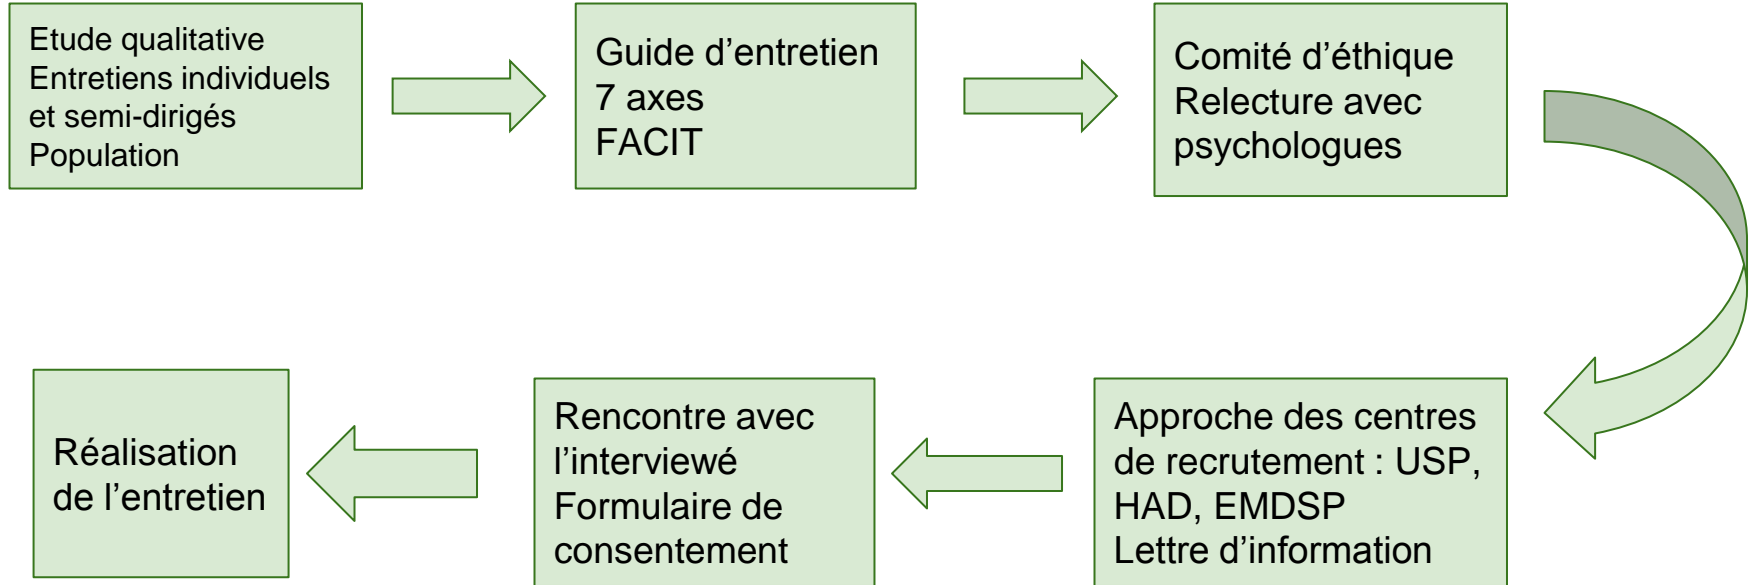 Etude qualitative
Entretiens individuels
et semi-dirigés
Population
Guide d’entretien
7 axes
FACIT
Comité d’éthique
Relecture avec
psychologues
Approche des centres
de recrutement : USP,
HAD, EMDSP
Lettre d’information
Rencontre avec
l’interviewé
Formulaire de
consentement
Réalisation
de l’entretien